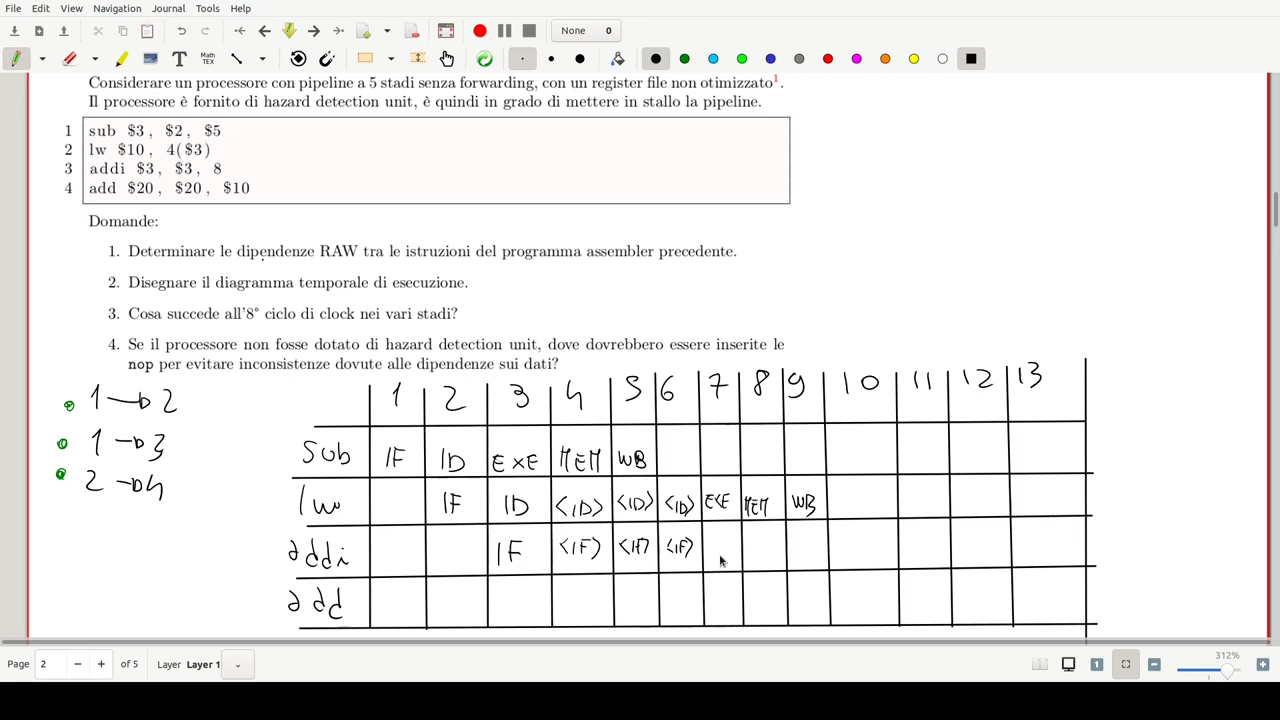 File Edit View Navigation Journal Tools Help
None 0
Considerare un processore con pipeline a 5 stadi senza forwarding, con un register file non otimizzato1.
Il processore è fornito di hazard detection unit, è quindi in grado di mettere in stallo la pipeline.
1 sub $3, $2, $5
2 lw $10, 4($3)
3 addi $3, $3, 8
4 add $20, $20, $10
Domande:
1. Determinare le dipendenze RAW tra le istruzioni del programma assembler precedente.
2. Disegnare il diagramma temporale di esecuzione.
3. Cosa succede all'8° ciclo di clock nei vari stadi?
4. Se il processore non fosse dotato di hazard detection unit, dove dovrebbero essere inserite le
nop per evitare inconsistenze dovute alle dipendenze sui dati?
1 → 2
1 → 3
2 → 4
1 2 3 4 5 6 7 8 9 10 11 12 13
sub IF ID EXE MEM WB
lw IF ID <ID> <ID> <ID> EXE MEM WB
addi IF <IF> <IF> <IF>
add
Page 2 of 5 Layer Layer 1 312%